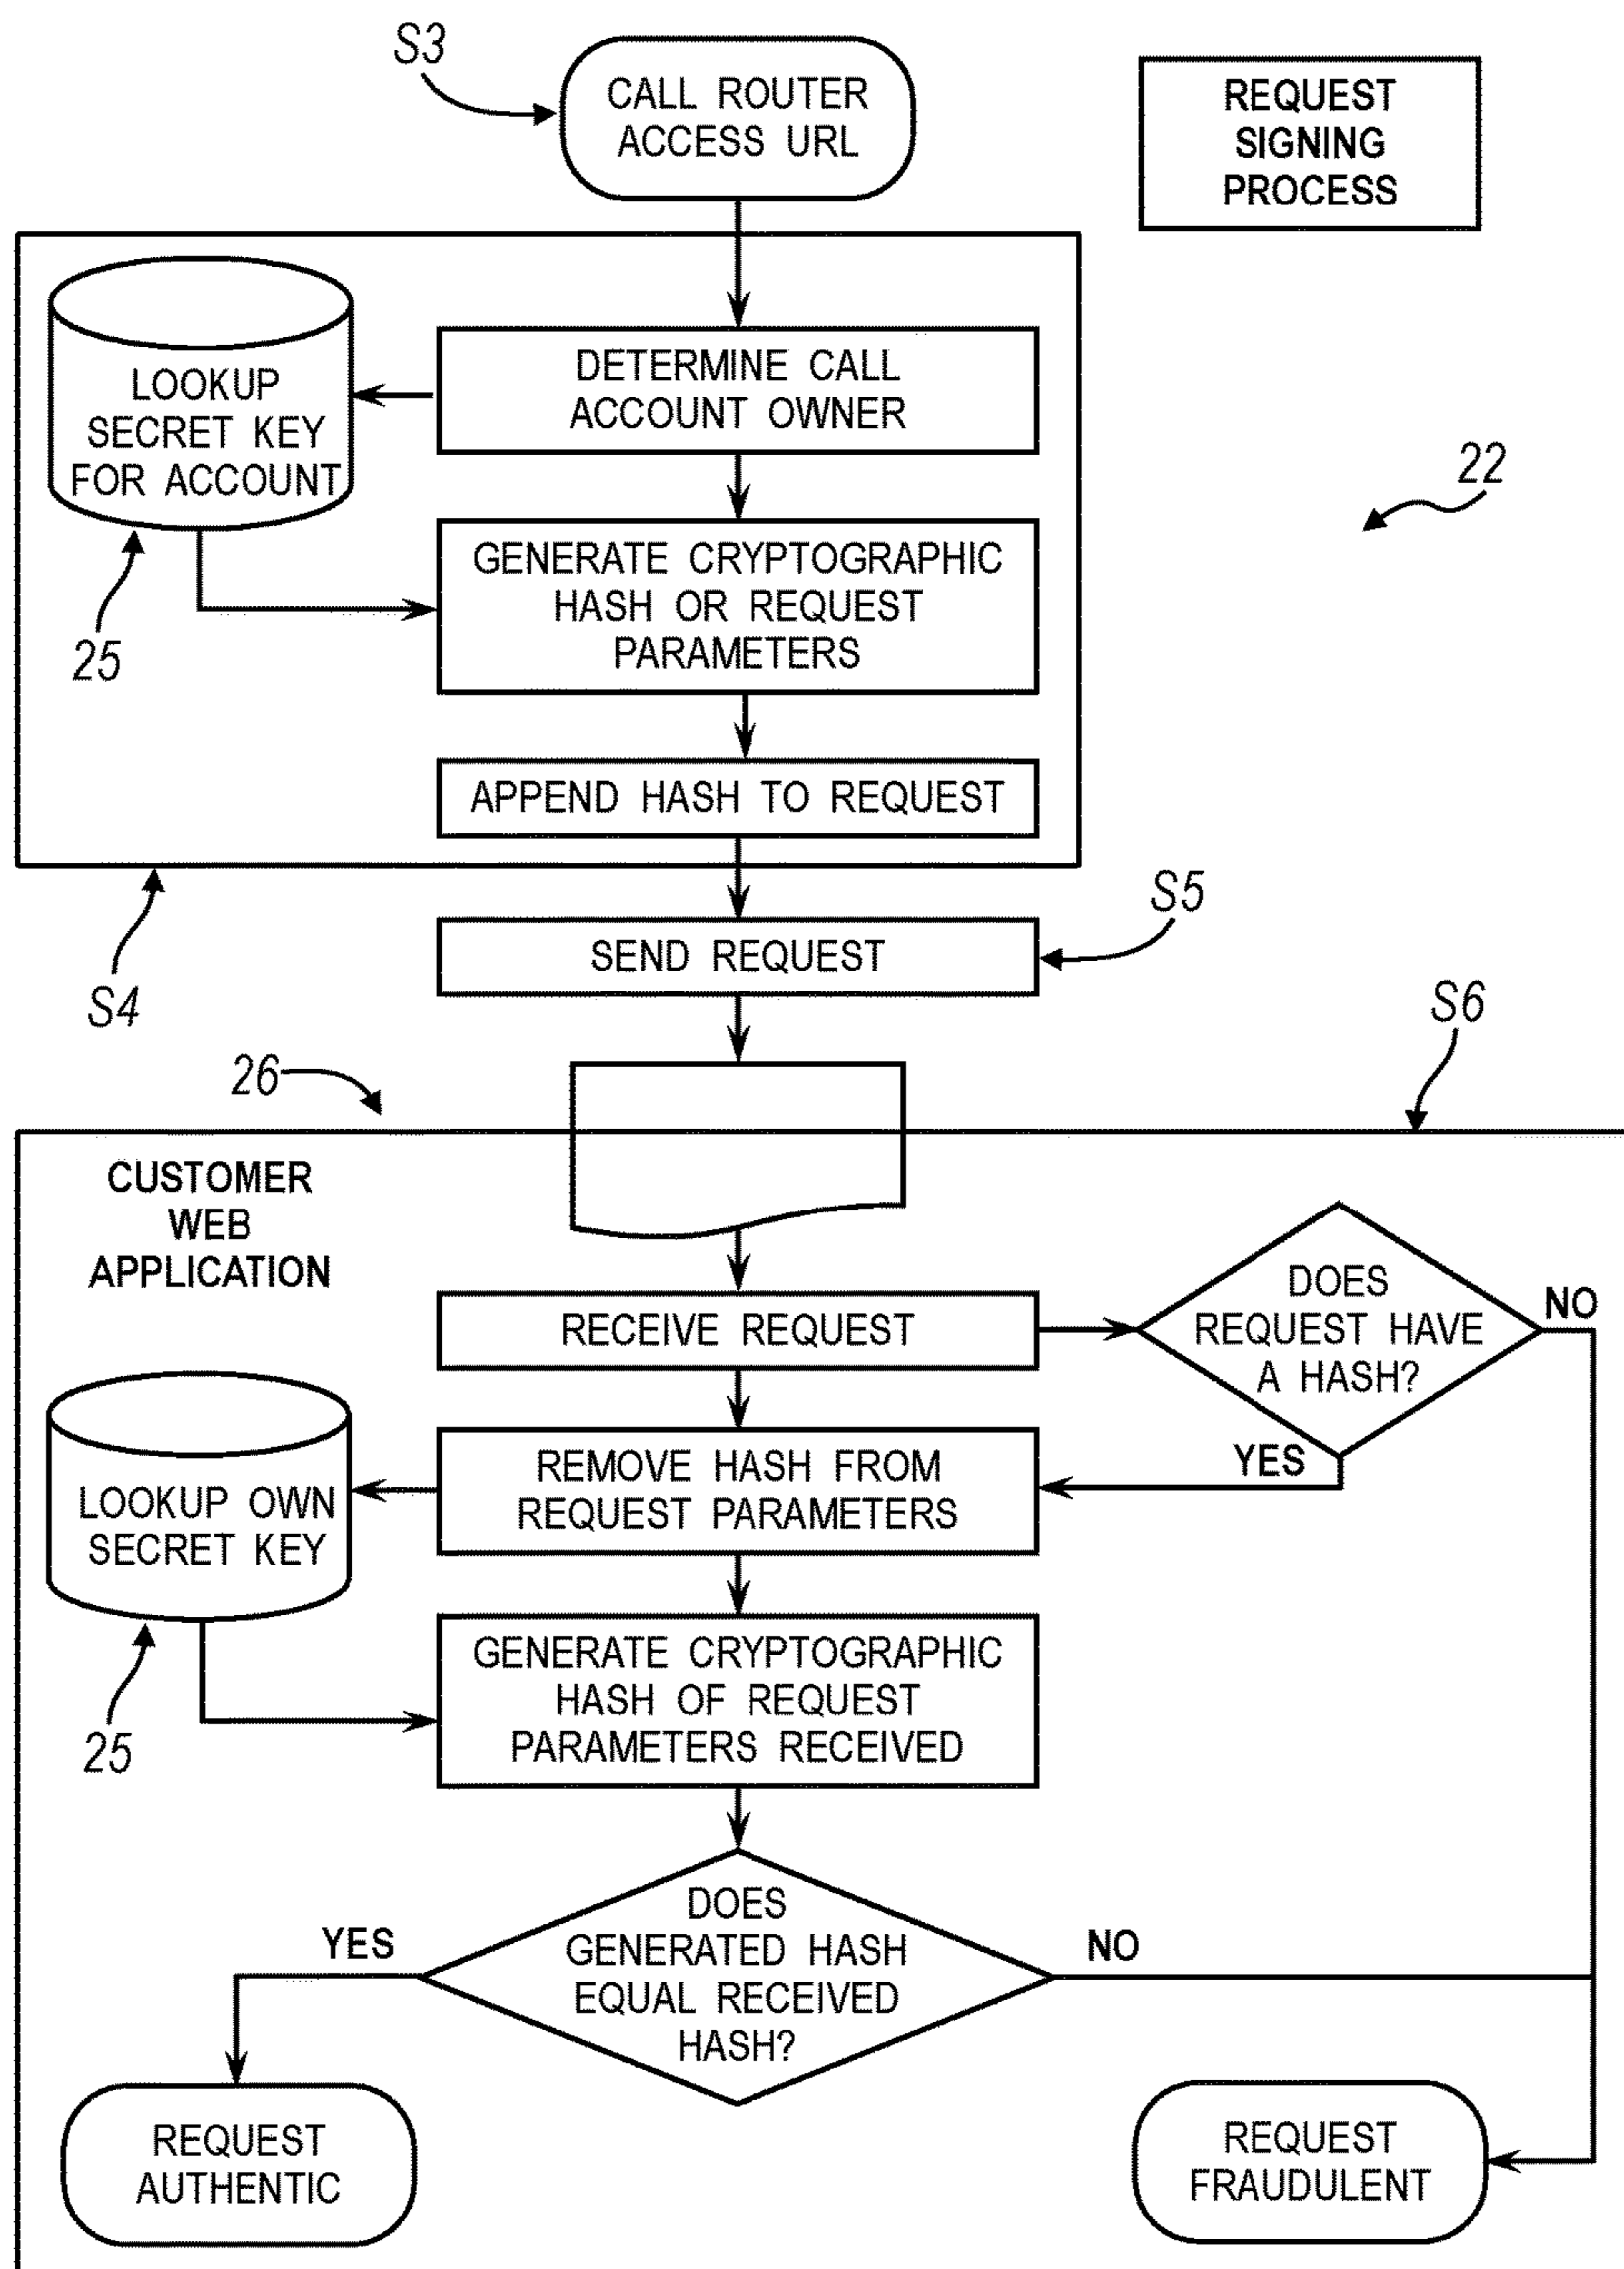 S3
CALL ROUTER
ACCESS URL
REQUEST
SIGNING
PROCESS
LOOKUP
SECRET KEY
FOR ACCOUNT
DETERMINE CALL
ACCOUNT OWNER
22
25
GENERATE CRYPTOGRAPHIC
HASH OR REQUEST
PARAMETERS
APPEND HASH TO REQUEST
S4
SEND REQUEST
S5
26
S6
CUSTOMER
WEB
APPLICATION
RECEIVE REQUEST
DOES
REQUEST HAVE
A HASH?
NO
YES
LOOKUP OWN
SECRET KEY
REMOVE HASH FROM
REQUEST PARAMETERS
25
GENERATE CRYPTOGRAPHIC
HASH OF REQUEST
PARAMETERS RECEIVED
YES
DOES
GENERATED HASH
EQUAL RECEIVED
HASH?
NO
REQUEST
AUTHENTIC
REQUEST
FRAUDULENT